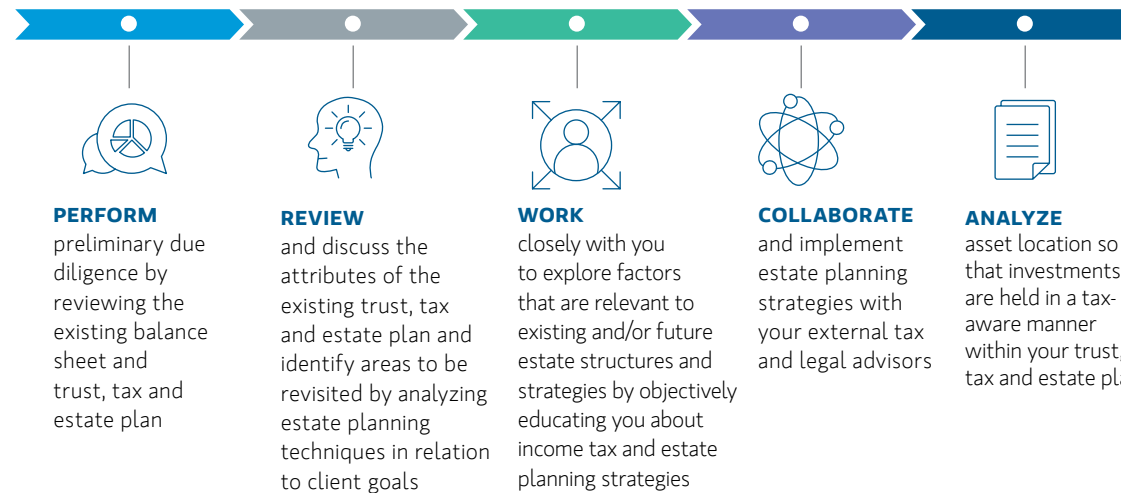 PERFORM
preliminary due
diligence by
reviewing the
existing balance
sheet and
trust, tax and
estate plan
REVIEW
and discuss the
attributes of the
existing trust, tax
and estate plan and
identify areas to be
revisited by analyzing
estate planning
techniques in relation
to client goals
WORK
closely with you
to explore factors
that are relevant to
existing and/or future
estate structures and
strategies by objectively
educating you about
income tax and estate
planning strategies
COLLABORATE
and implement
estate planning
strategies with
your external tax
and legal advisors
ANALYZE
asset location so
that investments
are held in a tax-
aware manner
within your trust,
tax and estate